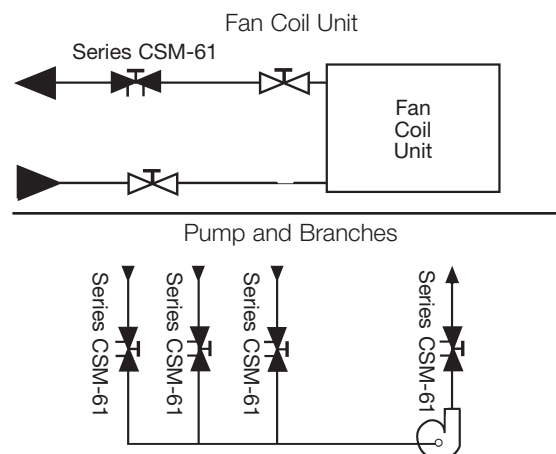 Fan Coil Unit
Series CSM-61
Fan
Coil
Unit
Pump and Branches
Series CSM-61
Series CSM-61
Series CSM-61
Series CSM-61